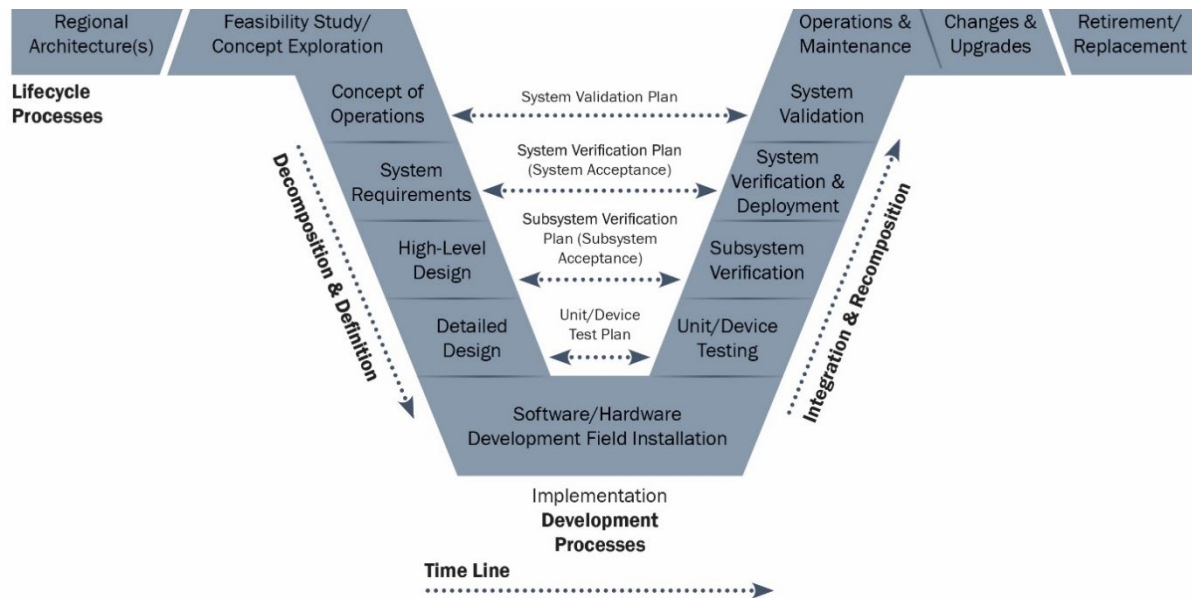 Regional
Architecture(s)
Feasibility Study/
Concept Exploration
Operations &
Maintenance
Changes &
Upgrades
Retirement/
Replacement
Lifecycle
Processes
Concept of
Operations
System Validation Plan
System
Validation
Decomposition & Definition
System
Requirements
System Verification Plan
(System Acceptance)
System
Verification &
Deployment
High-Level
Design
Subsystem Verification
Plan (Subsystem
Acceptance)
Subsystem
Verification
Integration & Recomposition
Detailed
Design
Unit/Device
Test Plan
Unit/Device
Testing
Software/Hardware
Development Field Installation
Implementation
Development
Processes
Time Line